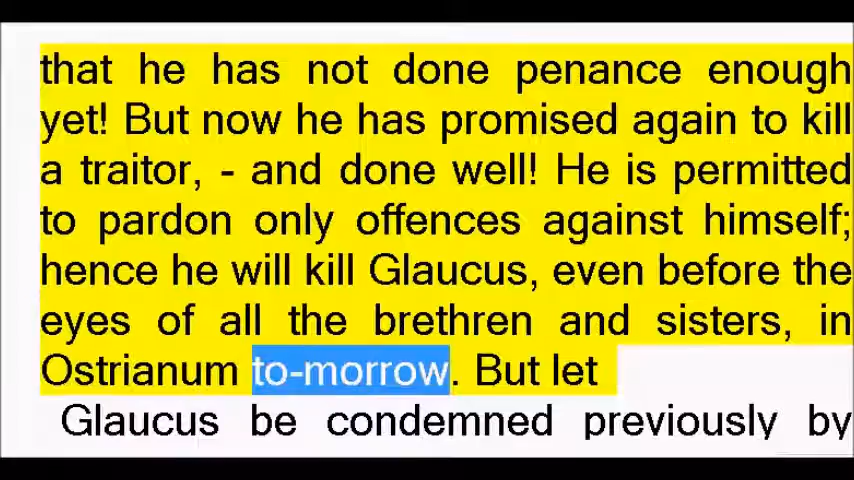 that he has not done penance enough
yet! But now he has promised again to kill
a traitor, - and done well! He is permitted
to pardon only offences against himself;
hence he will kill Glaucus, even before the
eyes of all the brethren and sisters, in
Ostrianum to-morrow. But let
Glaucus be condemned previously by